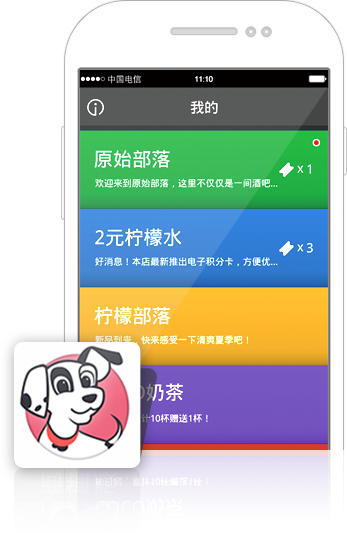 中国电信 11:10
我的
原始部落
x 1
欢迎来到原始部落，这里不仅仅是一间酒吧...
2元柠檬水
x 3
好消息！本店最新推出电子积分卡，方便优...
柠檬部落
新品到来，快来感受一下清爽夏季吧！
O奶茶
计10杯赠送1杯！